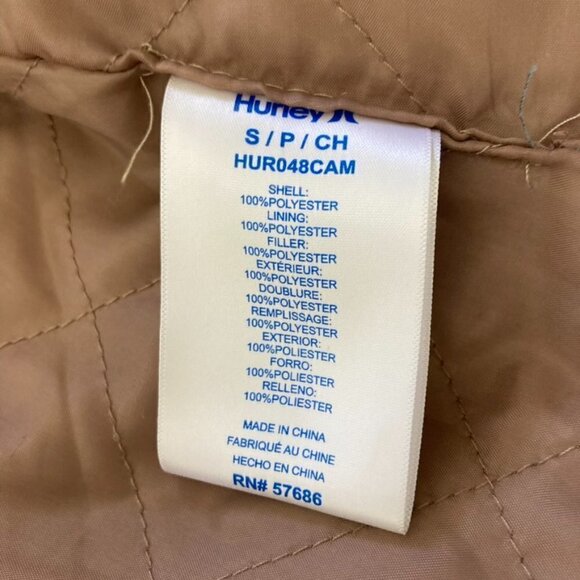 Hurley
S / P / CH
HUR048CAM
SHELL:
100%POLYESTER
LINING:
100%POLYESTER
FILLER:
100%POLYESTER
EXTÉRIEUR:
100%POLYESTER
DOUBLURE:
100%POLYESTER
REMPLISSAGE:
100%POLYESTER
EXTERIOR:
100%POLIESTER
FORRO:
100%POLIESTER
RELLENO:
100%POLIESTER
MADE IN CHINA
FABRIQUÉ AU CHINE
HECHO EN CHINA
RN# 57686